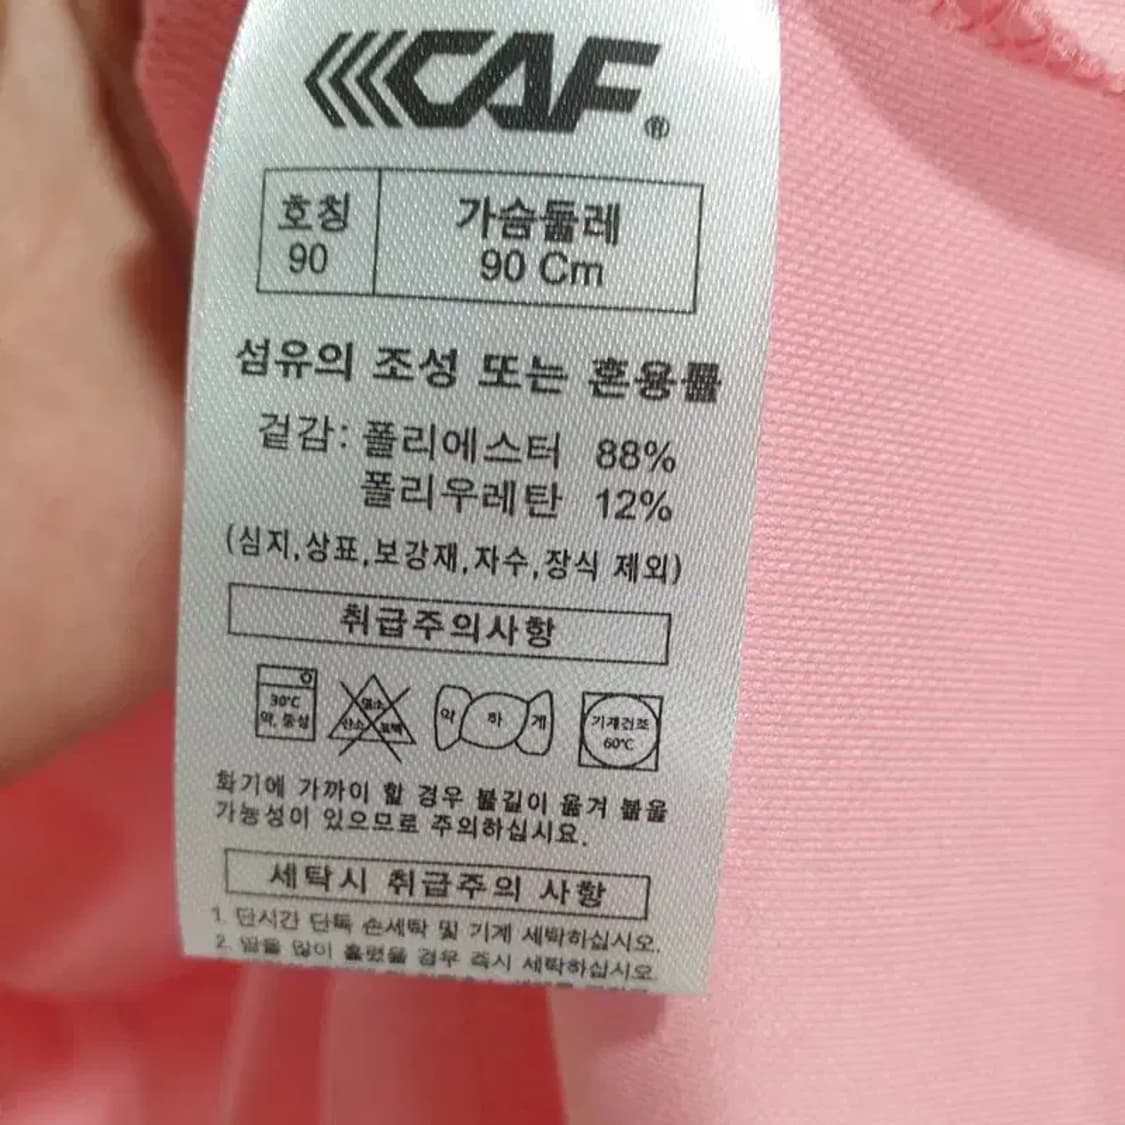 CAF®
호칭 가슴둘레
90 90 Cm
섬유의 조성 또는 혼용률
겉감: 폴리에스터 88%
폴리우레탄 12%
(심지,상표,보강재,자수,장식 제외)
취급주의사항
30℃
약, 중성
염소
산소 표백
약 하 게
기계건조
60℃
화기에 가까이 할 경우 불길이 옮겨 붙을
가능성이 있으므로 주의하십시요.
세탁시 취급주의 사항
1. 단시간 단독 손세탁 및 기계 세탁하십시오.
2. 땀을 많이 흘렸을 경우 즉시 세탁하십시오